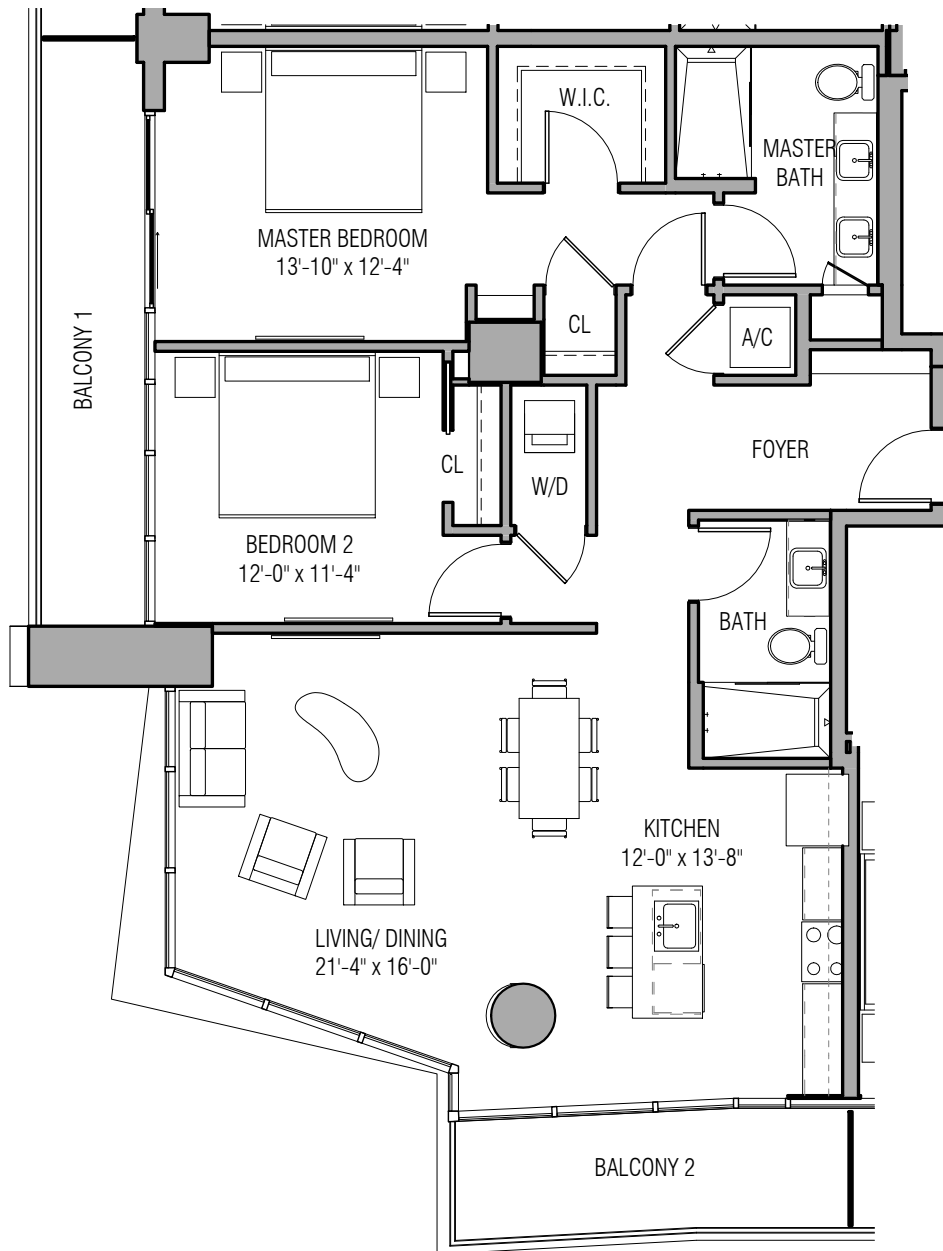 W.I.C.
MASTER
BATH
MASTER BEDROOM
13'-10" x 12'-4"
CL
A/C
BALCONY 1
FOYER
CL
W/D
BEDROOM 2
12'-0" x 11'-4"
BATH
KITCHEN
12'-0" x 13'-8"
LIVING/ DINING
21'-4" x 16'-0"
BALCONY 2